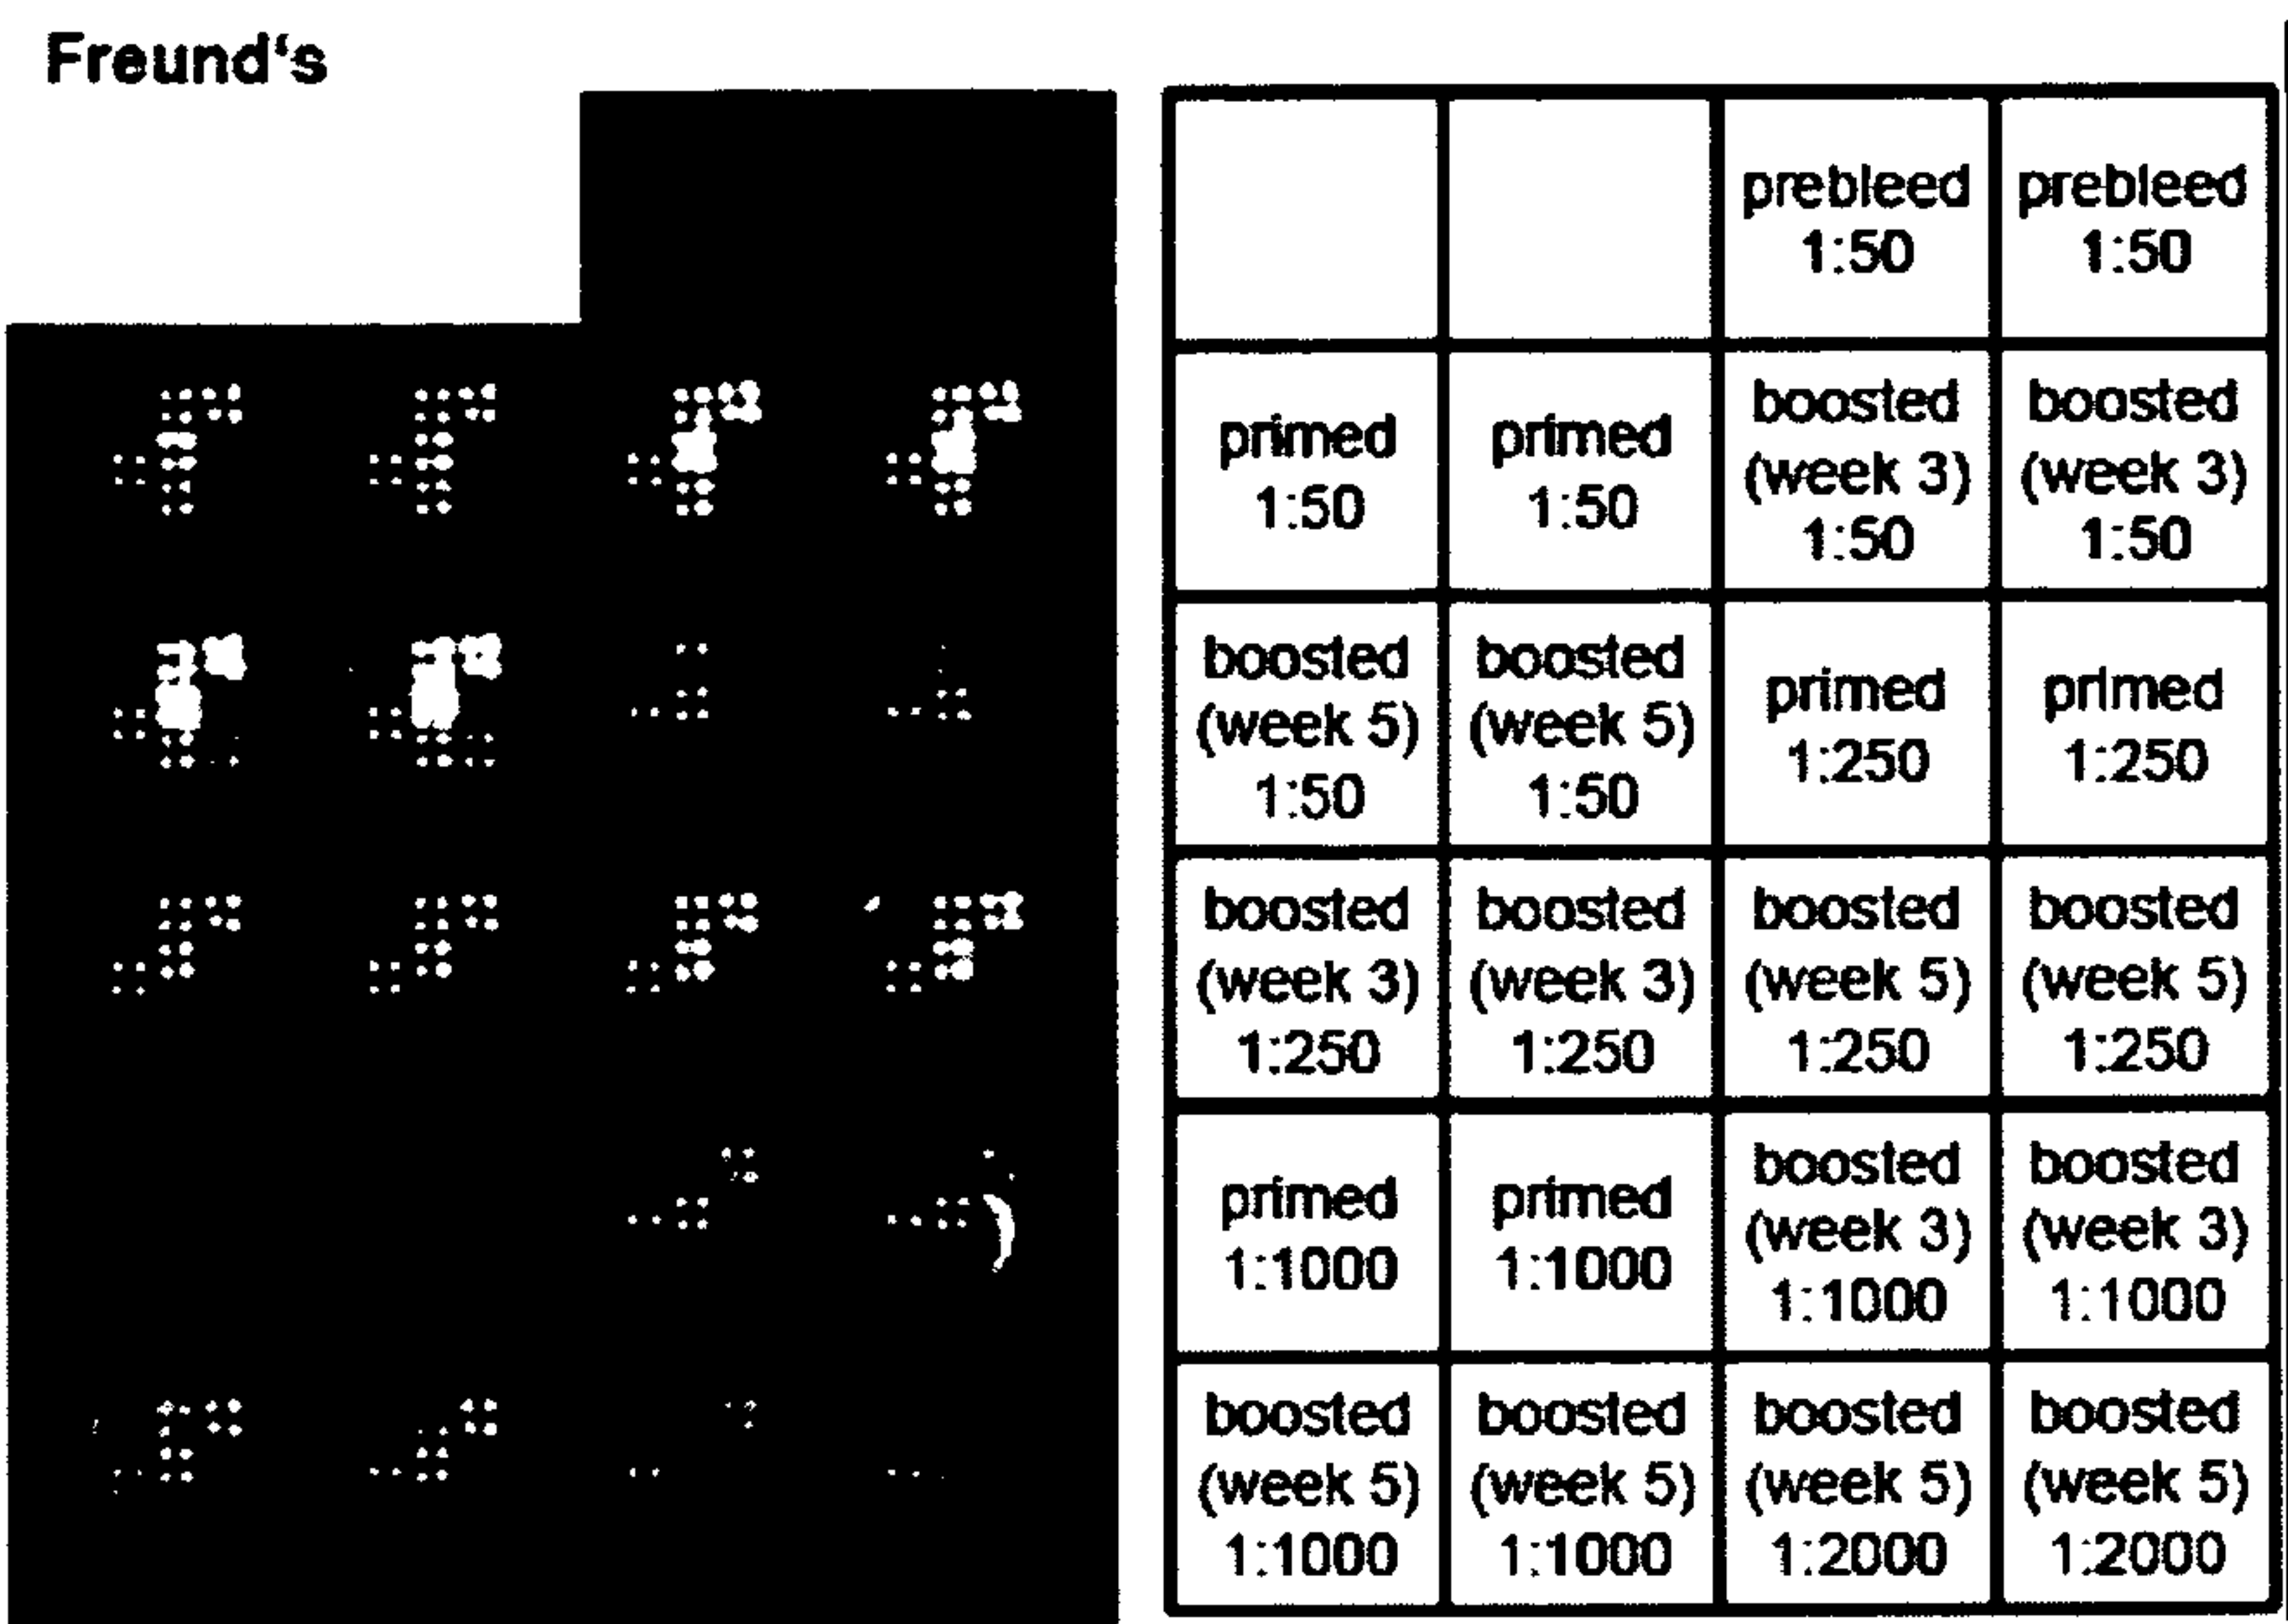 Freund's
prebleed prebleed
1:50 1:50
primed primed boosted boosted
1:50 1:50 (week 3) (week 3)
1:50 1:50
boosted boosted primed primed
(week 5) (week 5) 1:250 1:250
1:50 1:50
boosted boosted boosted boosted
(week 3) (week 3) (week 5) (week 5)
1:250 1:250 1:250 1:250
primed primed boosted boosted
1:1000 1:1000 (week 3) (week 3)
1:1000 1:1000
boosted boosted boosted boosted
(week 5) (week 5) (week 5) (week 5)
1:1000 1:1000 1:2000 1:2000